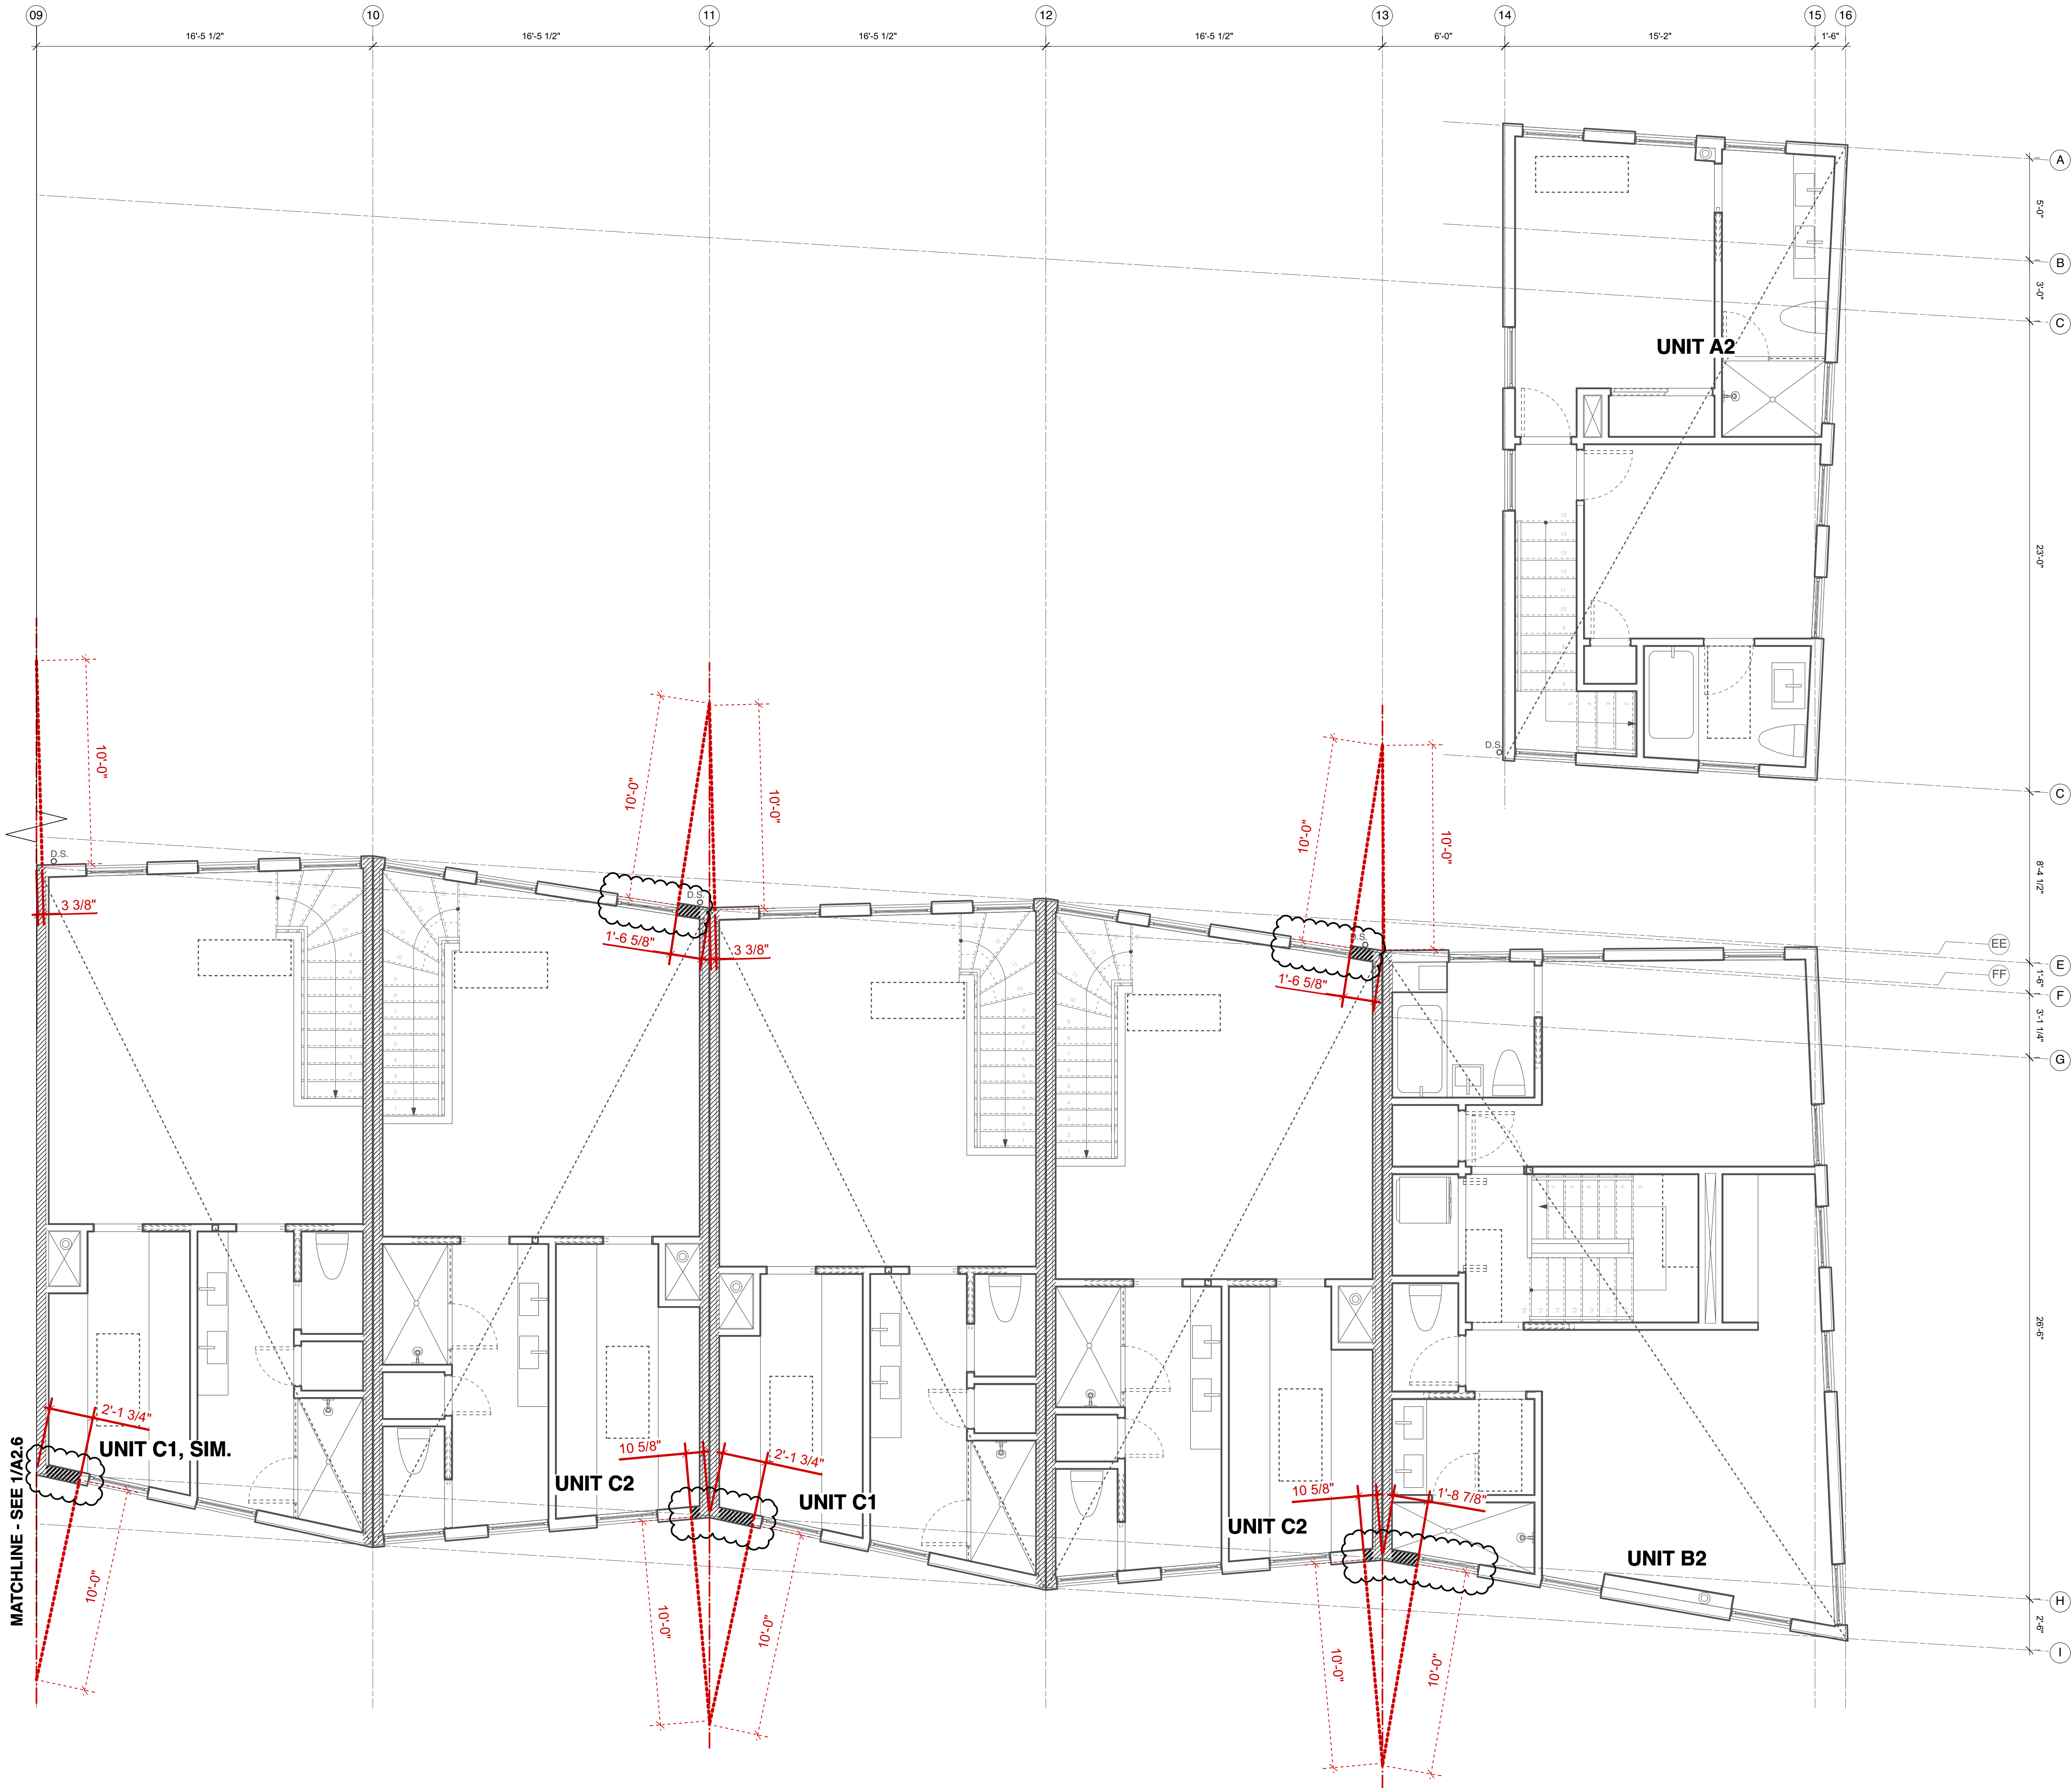 09 10 11 12 13 14 15 16
16'-5 1/2" 16'-5 1/2" 16'-5 1/2" 16'-5 1/2" 6'-0" 15'-2" 1'-6"
A
5'-0"
B
3'-0"
C
UNIT A2
23'-0"
D.S.
C
8'-4 1/2"
10'-0"
10'-0"
10'-0"
10'-0"
10'-0"
D.S.
D.S.
D.S.
3 3/8"
1'-6 5/8"
3 3/8"
1'-6 5/8"
EE
E
1'-6"
FF
F
3'-1 1/4"
G
26'-6"
2'-1 3/4"
UNIT C1, SIM.
10 5/8"
2'-1 3/4"
UNIT C2
UNIT C1
10 5/8"
1'-8 7/8"
UNIT C2
UNIT B2
MATCHLINE - SEE 1/A2.6
10'-0"
10'-0"
10'-0"
10'-0"
10'-0"
H
2'-6"
I